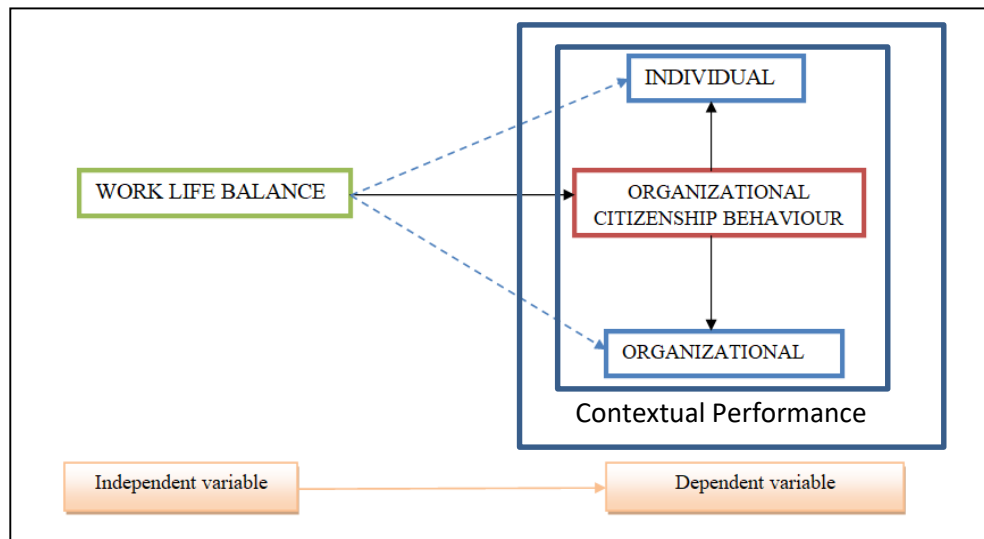 INDIVIDUAL
WORK LIFE BALANCE
ORGANIZATIONAL
CITIZENSHIP BEHAVIOUR
ORGANIZATIONAL
Contextual Performance
Independent variable
Dependent variable